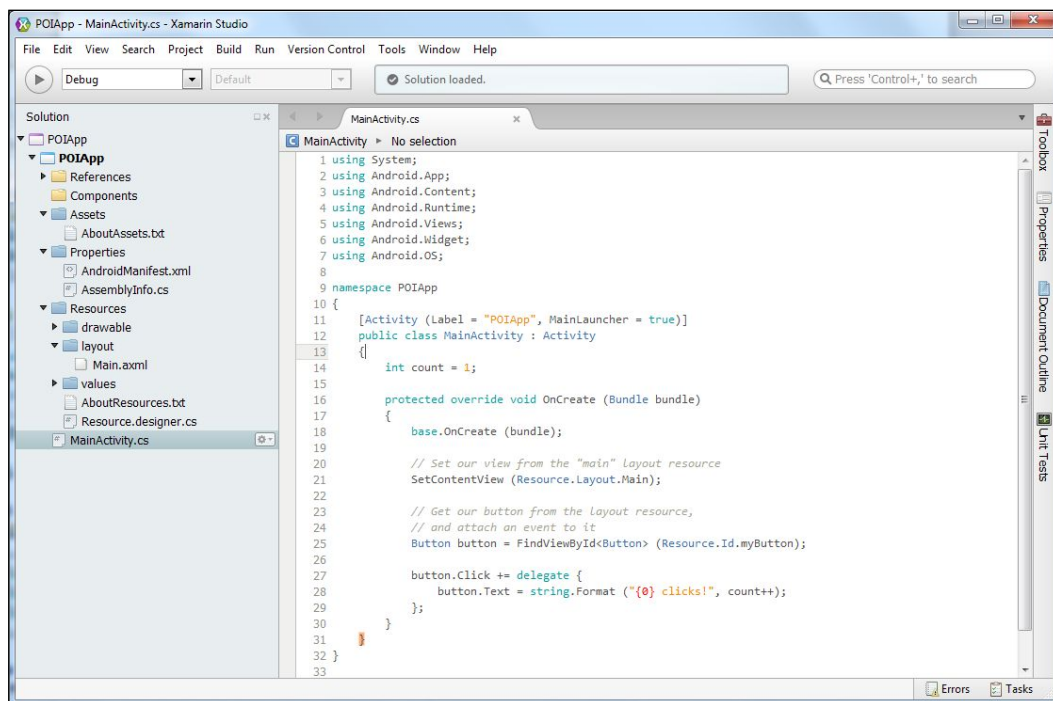 POIApp - MainActivity.cs - Xamarin Studio
File Edit View Search Project Build Run Version Control Tools Window Help
Debug Default Solution loaded. Press 'Control+,' to search
Solution
POIApp
POIApp
References
Components
Assets
AboutAssets.txt
Properties
AndroidManifest.xml
AssemblyInfo.cs
Resources
drawable
layout
Main.axml
values
AboutResources.txt
Resource.designer.cs
MainActivity.cs
MainActivity.cs
MainActivity No selection
1 using System;
2 using Android.App;
3 using Android.Content;
4 using Android.Runtime;
5 using Android.Views;
6 using Android.Widget;
7 using Android.OS;
8
9 namespace POIApp
10 {
11     [Activity (Label = "POIApp", MainLauncher = true)]
12     public class MainActivity : Activity
13     {
14         int count = 1;
15
16         protected override void OnCreate (Bundle bundle)
17         {
18             base.OnCreate (bundle);
19
20             // Set our view from the "main" layout resource
21             SetContentView (Resource.Layout.Main);
22
23             // Get our button from the layout resource,
24             // and attach an event to it
25             Button button = FindViewById<Button> (Resource.Id.myButton);
26
27             button.Click += delegate {
28                 button.Text = string.Format ("{0} clicks!", count++);
29             };
30         }
31     }
32 }
33
Toolbox
Properties
Document Outline
Unit Tests
Errors Tasks